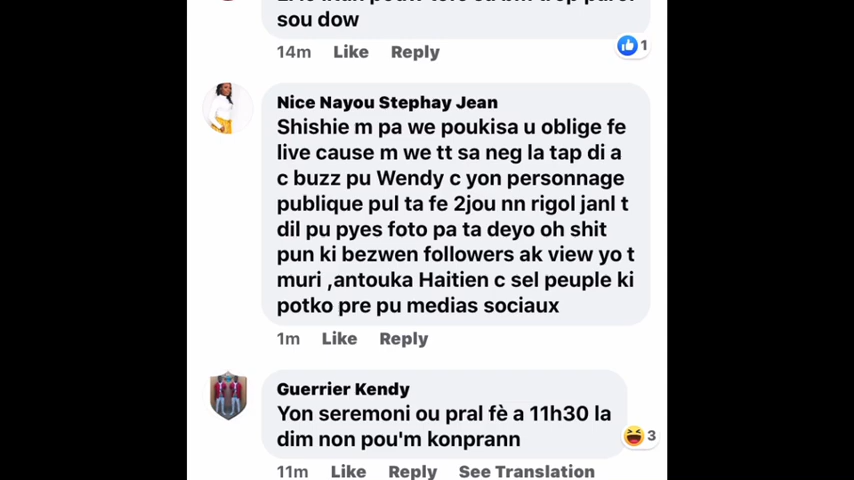 sou dow
14m Like Reply
1
Nice Nayou Stephay Jean
Shishie m pa we poukisa u oblige fe
live cause m we tt sa neg la tap di a
c buzz pu Wendy c yon personnage
publique pul ta fe 2jou nn rigol janl t
dil pu pyes foto pa ta deyo oh shit
pun ki bezwen followers ak view yo t
muri ,antouka Haitien c sel peuple ki
potko pre pu medias sociaux
1m Like Reply
Guerrier Kendy
Yon seremoni ou pral fè a 11h30 la
dim non pou'm konprann
3
11m Like Reply See Translation